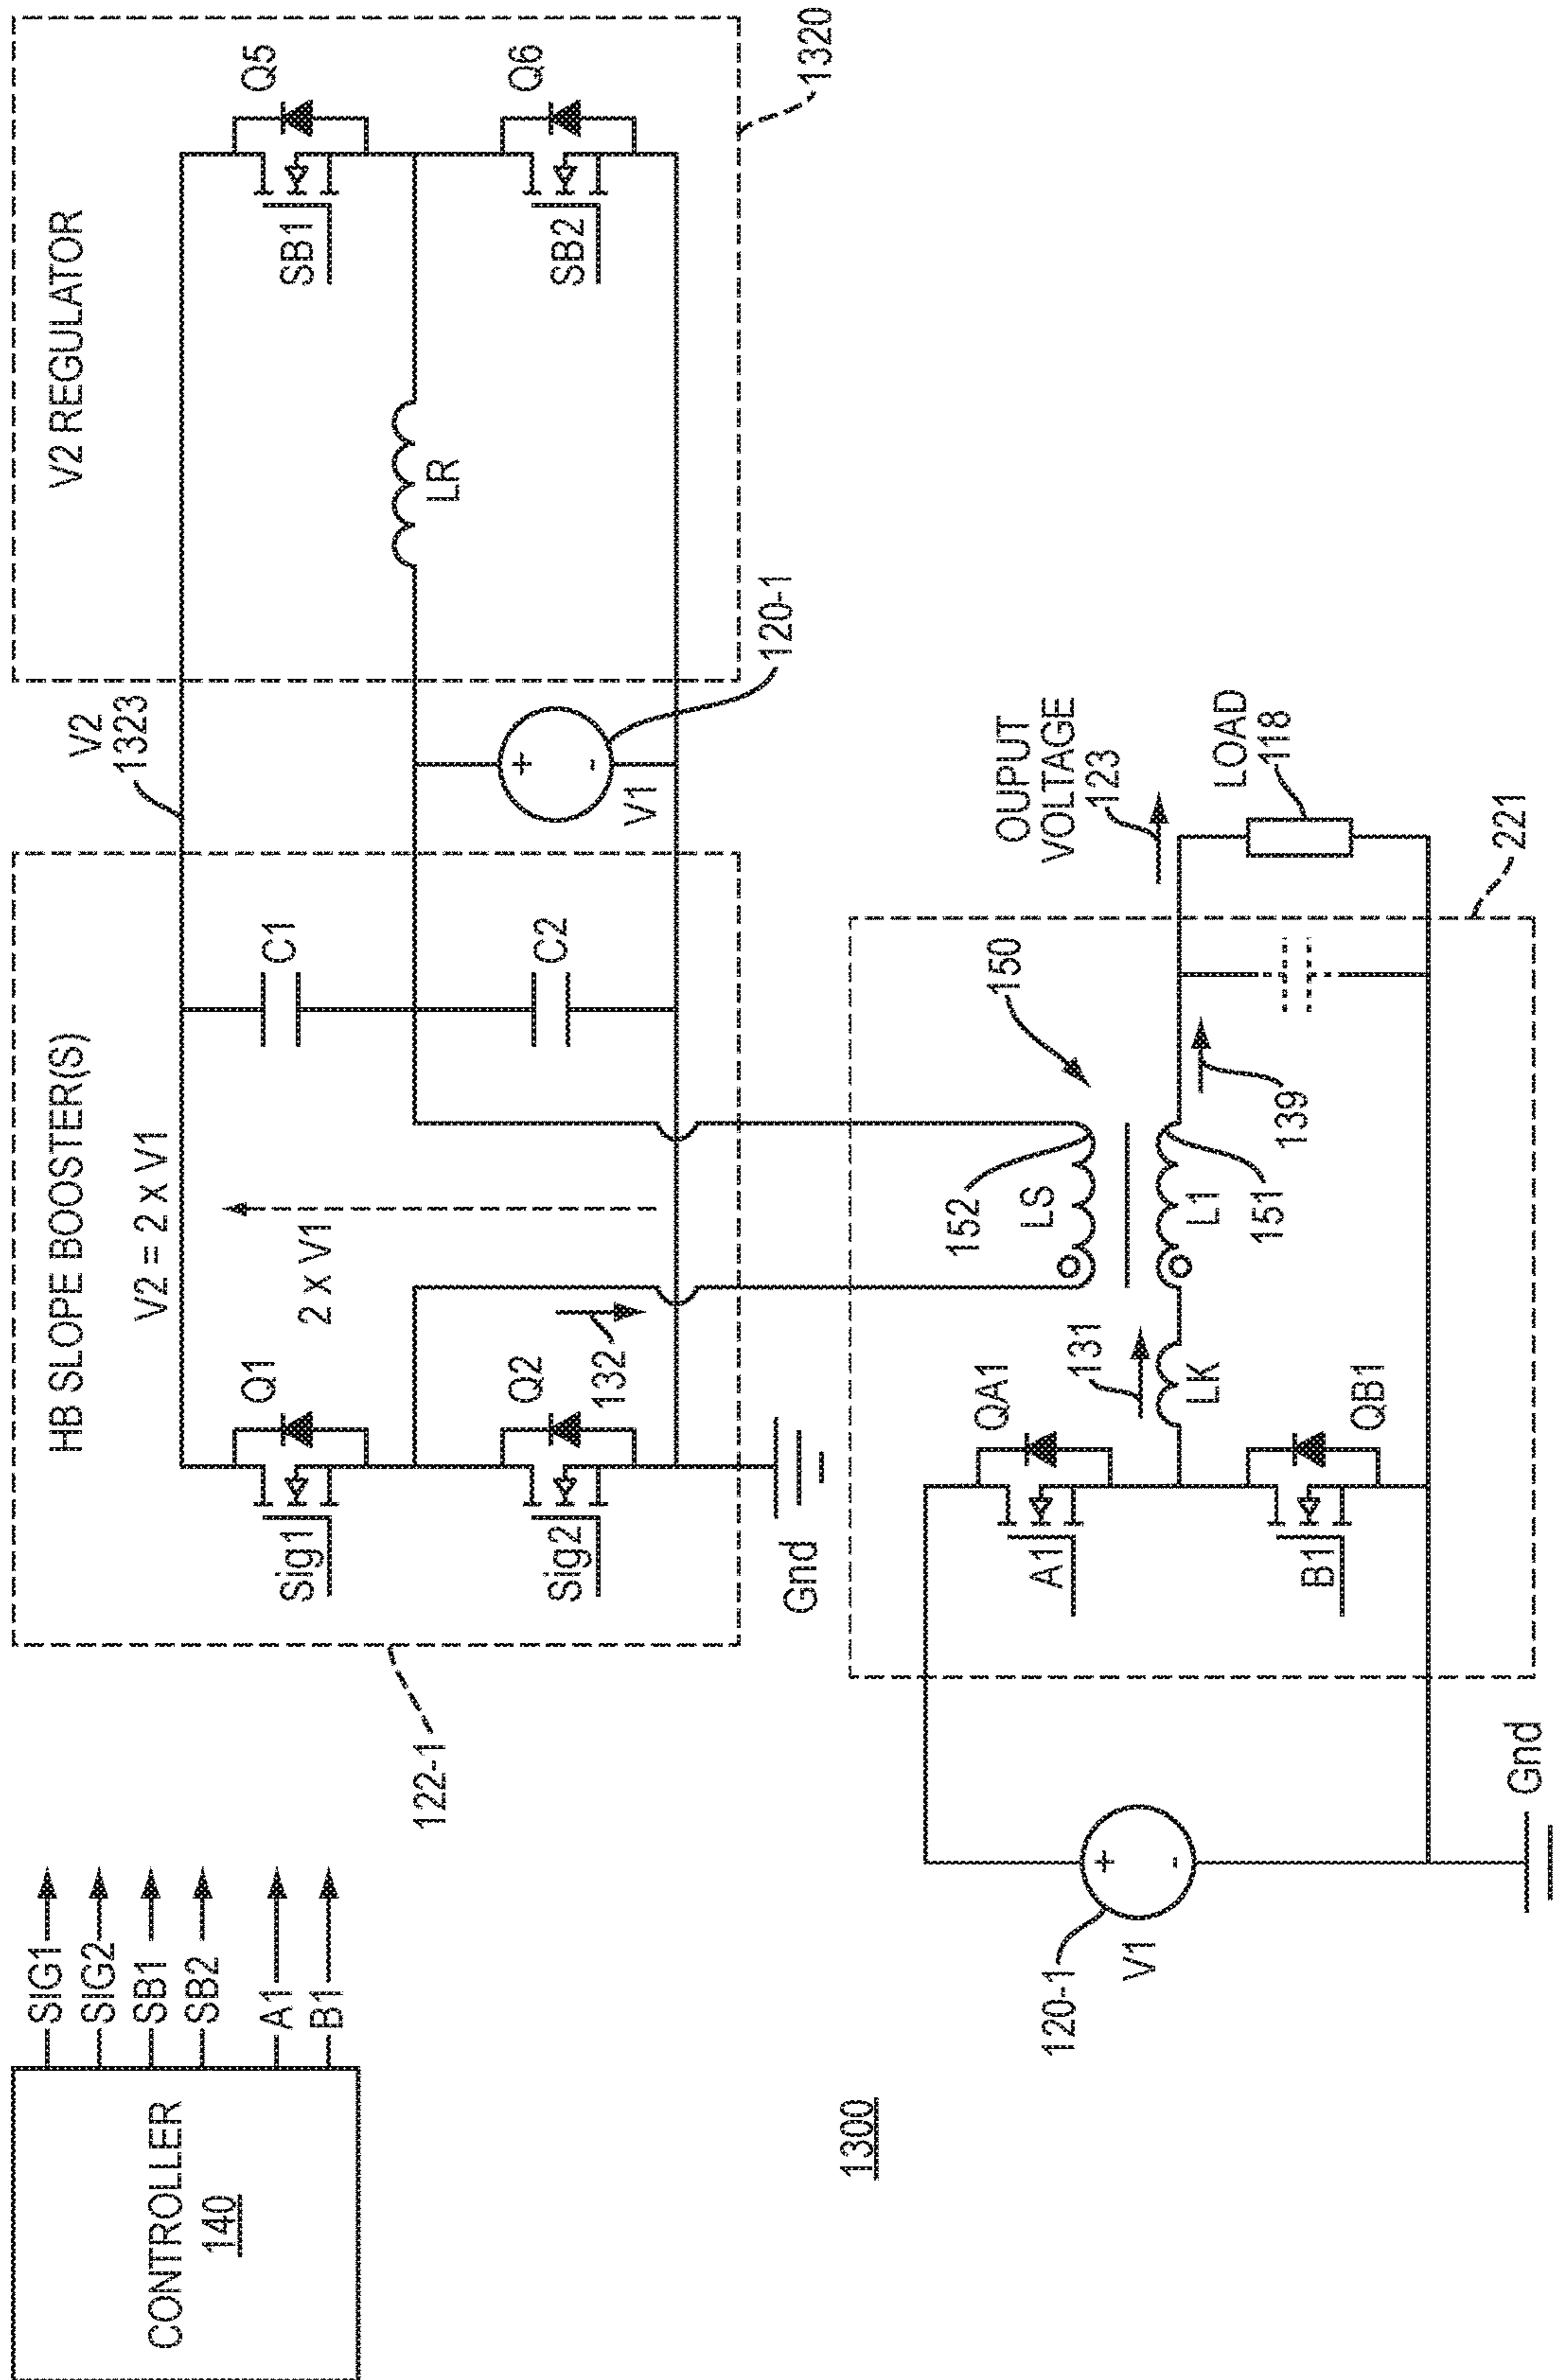 CONTROLLER
140
SIG1
SIG2
SB1
SB2
A1
B1
HB SLOPE BOOSTER(S)
V2 = 2 x V1
2 x V1
Q1
Sig1
Q2
Sig2
132
C1
C2
Gnd
122-1
V2
1323
V1
120-1
V2 REGULATOR
LR
Q5
SB1
Q6
SB2
1320
1300
120-1
V1
+
-
+
-
Gnd
QA1
A1
QB1
B1
131
LK
152
LS
L1
151
150
139
OUPUT
VOLTAGE
123
LOAD
118
221